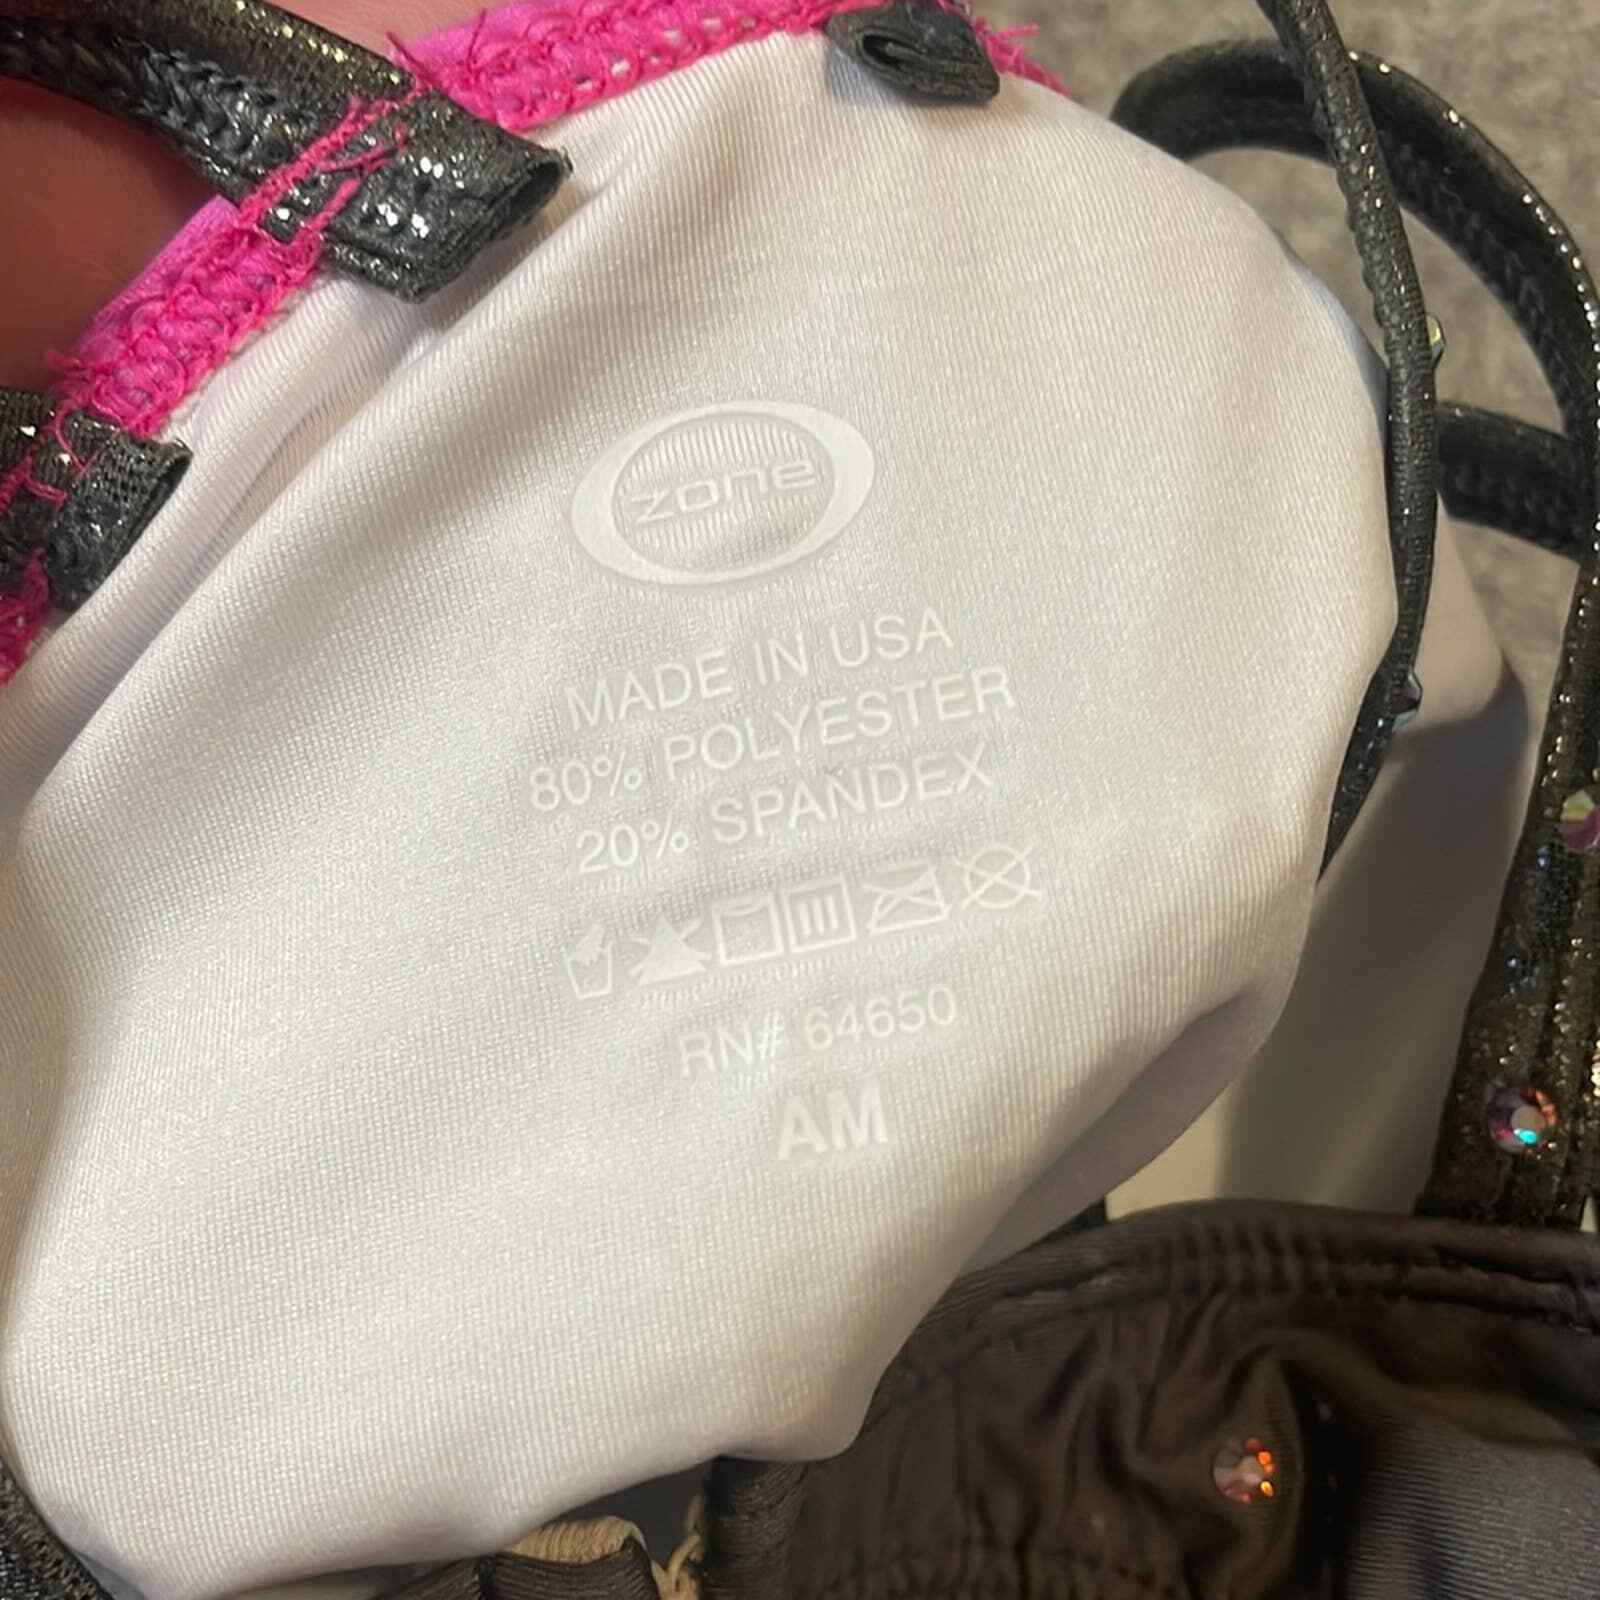 zone
MADE IN USA
80% POLYESTER
20% SPANDEX
RN# 64650
AM